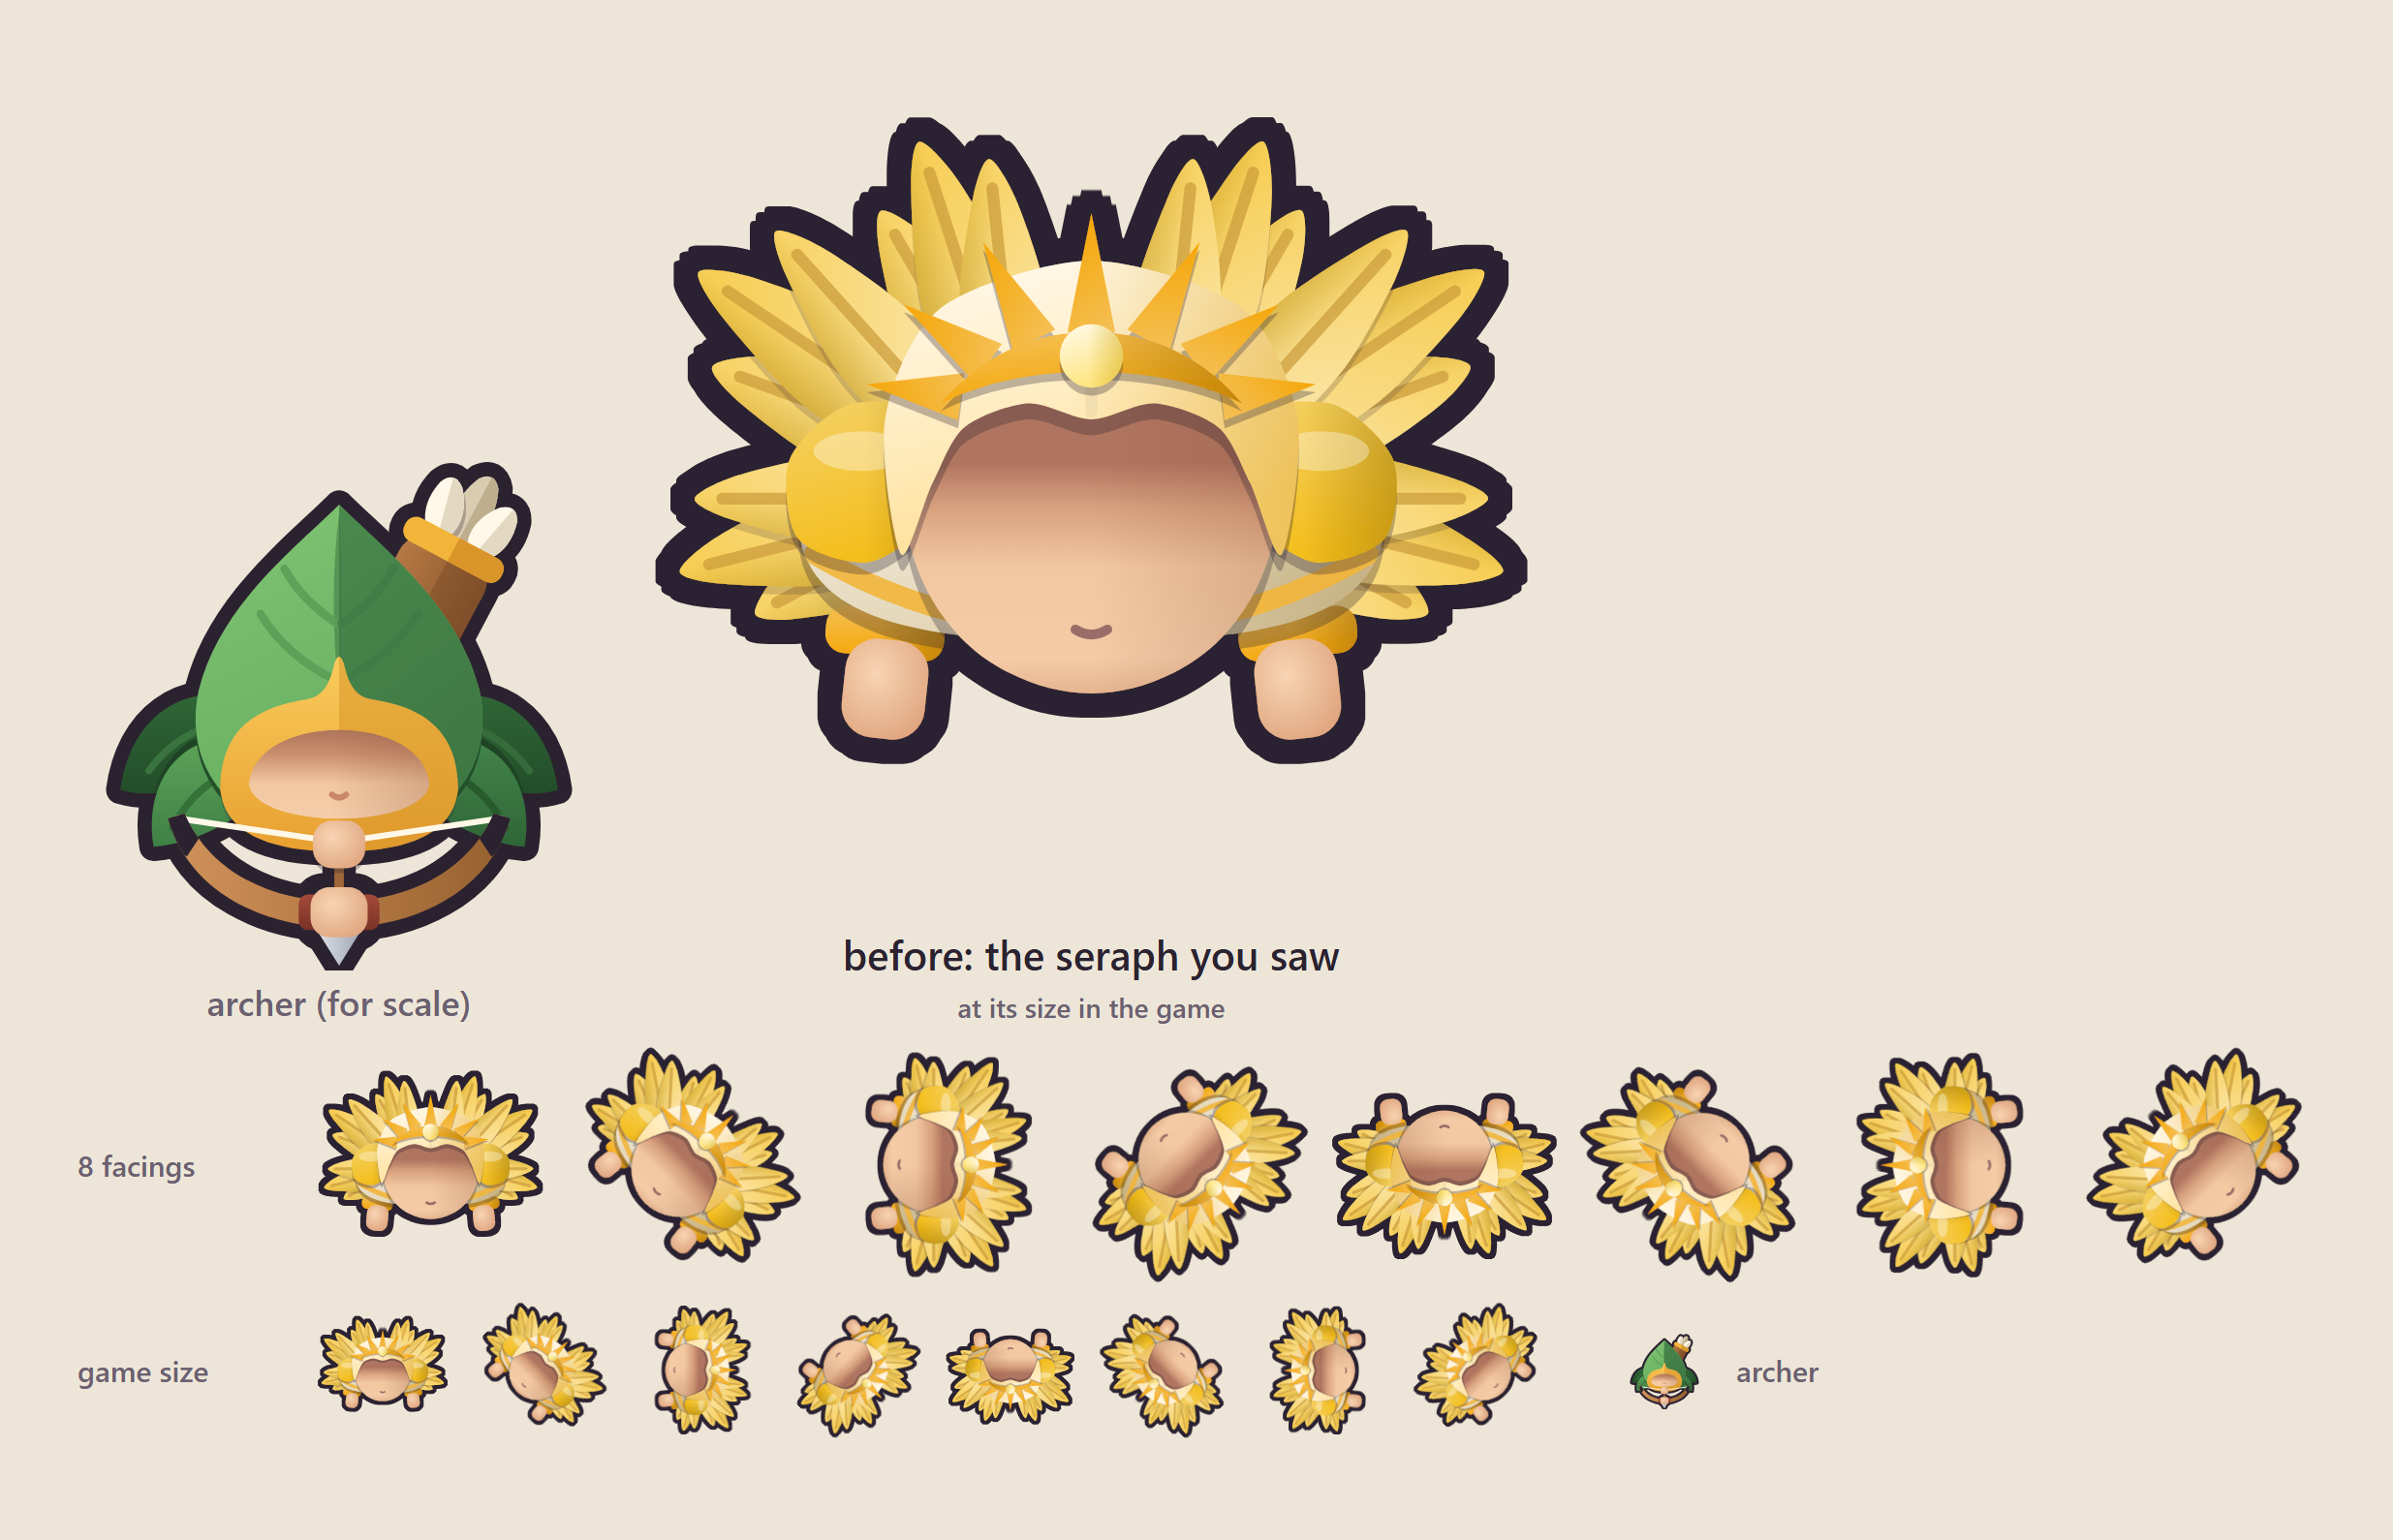 before: the seraph you saw
archer (for scale)
at its size in the game
8 facings
game size
archer